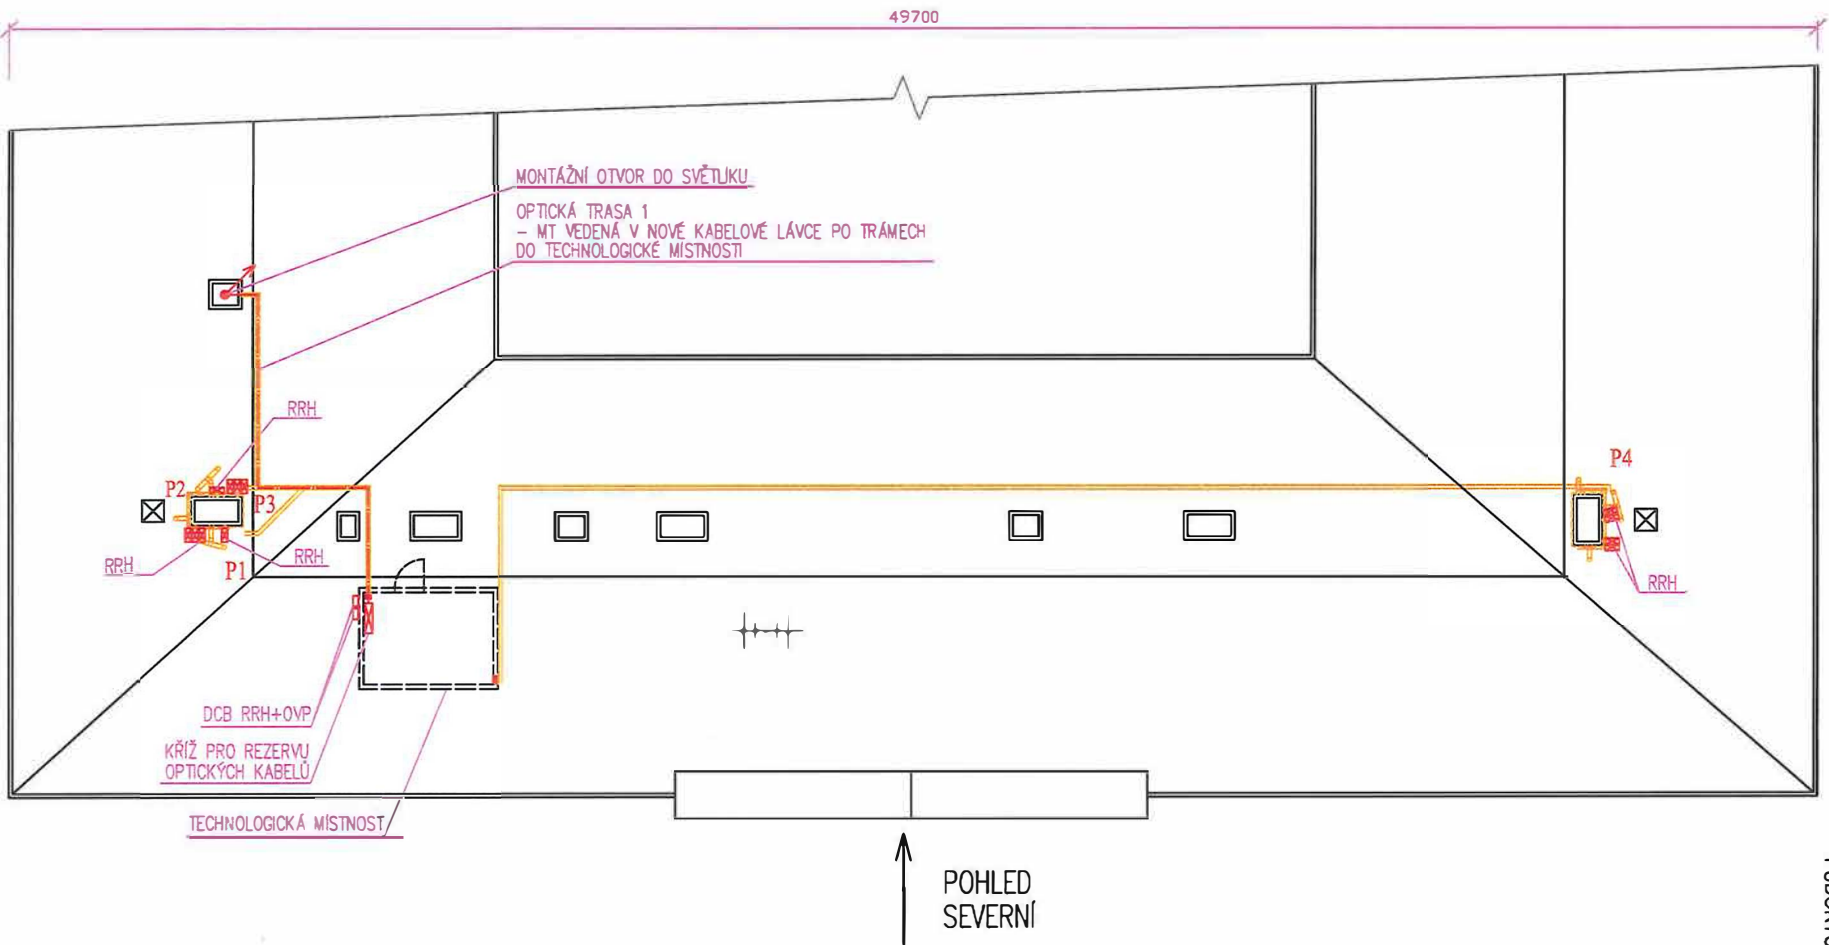 49700
MONTÁŽNÍ OTVOR DO SVĚTLÍKU
OPTICKÁ TRASA 1
- MT VEDENÁ V NOVÉ KABELOVÉ LÁVCE PO TRÁMECH
DO TECHNOLOGICKÉ MÍSTNOSTI
RRH
P2
P3
P4
RRH
RRH
P1
RRH
DCB RRH+OVP
KŘÍŽ PRO REZERVU
OPTICKÝCH KABELŮ
TECHNOLOGICKÁ MÍSTNOST
POHLED
SEVERNÍ